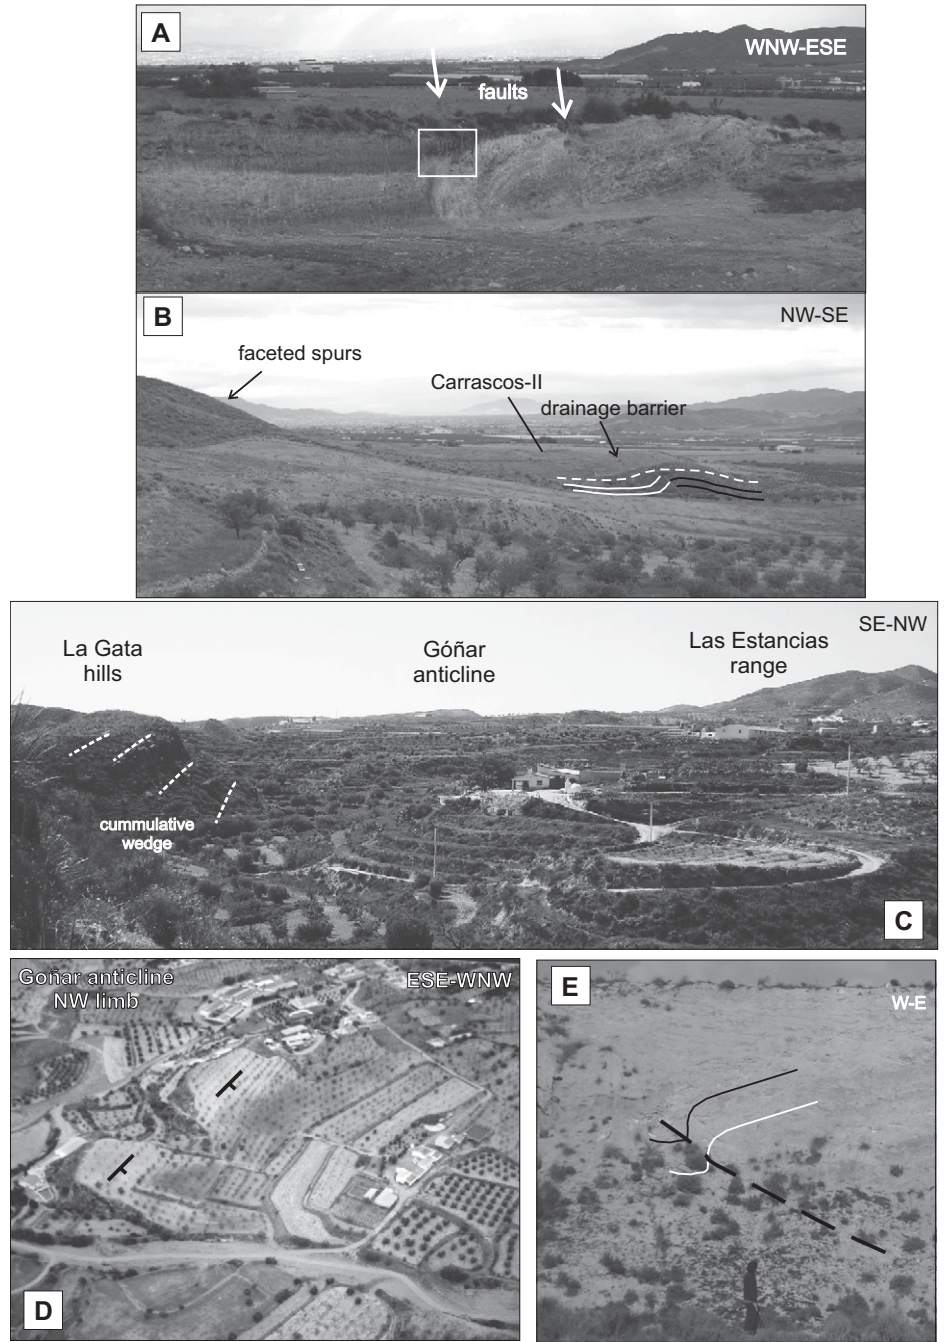 A
WNW-ESE
faults
B
NW-SE
faceted spurs
Carrascos-II
drainage barrier
SE-NW
La Gata
hills
Góñar
anticline
Las Estancias
range
cummulative
wedge
C
Goñar anticline
NW limb
ESE-WNW
D
E
W-E